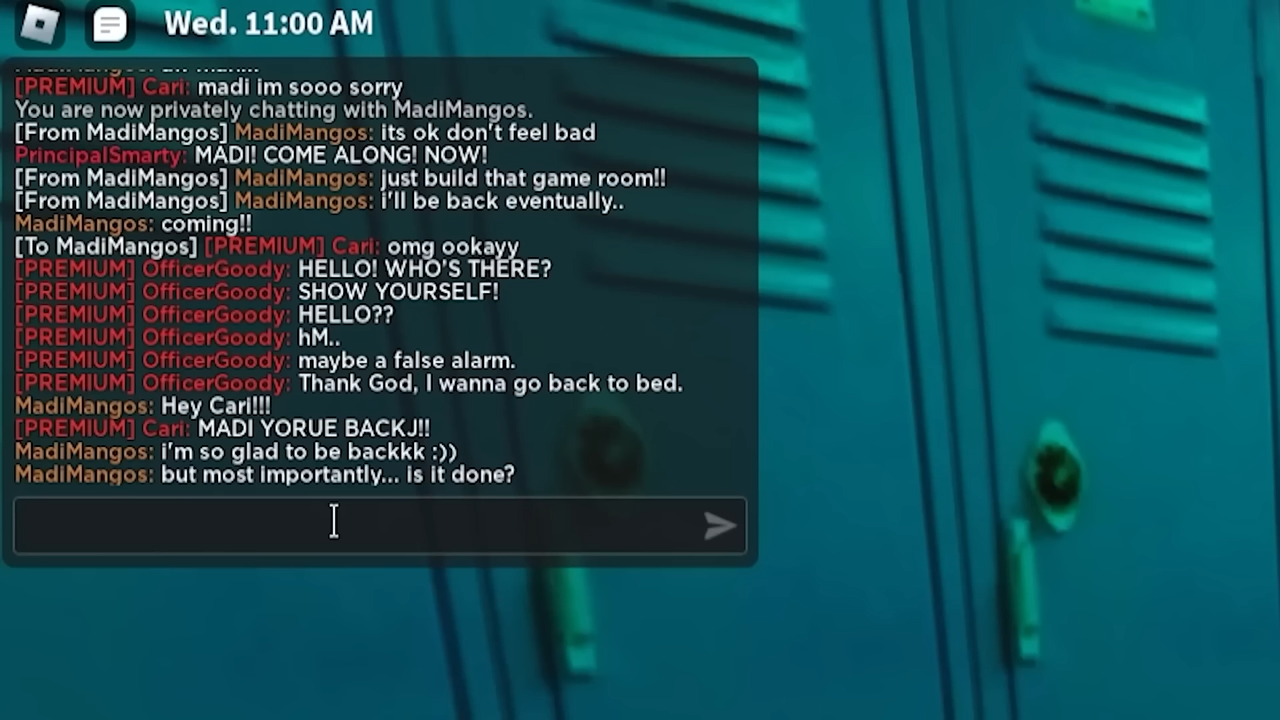 Wed. 11:00 AM
[PREMIUM] Cari: madi im sooo sorry
You are now privately chatting with MadiMangos.
[From MadiMangos] MadiMangos: its ok don't feel bad
PrincipalSmarty: MADI! COME ALONG! NOW!
[From MadiMangos] MadiMangos: just build that game room!!
[From MadiMangos] MadiMangos: i'll be back eventually..
MadiMangos: coming!!
[To MadiMangos] [PREMIUM] Cari: omg ookayy
[PREMIUM] OfficerGoody: HELLO! WHO'S THERE?
[PREMIUM] OfficerGoody: SHOW YOURSELF!
[PREMIUM] OfficerGoody: HELLO??
[PREMIUM] OfficerGoody: hM..
[PREMIUM] OfficerGoody: maybe a false alarm.
[PREMIUM] OfficerGoody: Thank God, I wanna go back to bed.
MadiMangos: Hey Cari!!!
[PREMIUM] Cari: MADI YORUE BACKJ!!
MadiMangos: i'm so glad to be backkk :))
MadiMangos: but most importantly... is it done?